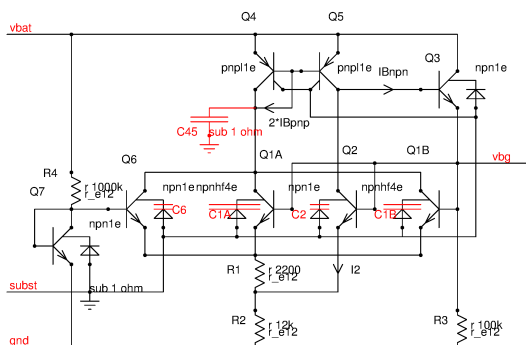 Q4 Q5
vbat
pnpl1e pnpl1e Q3 npn1e
IBnpn
2*IBpnp
C45 sub 1 ohm
Q6 Q1A Q2 Q1B
vbg
R4
r 1000k
r_e12
Q7
npn1e npnhf4e npn1e npnhf4e
npn1e
C6 C1A C2 C1B
R1 r 2200
r_e12
I2
subst
sub 1 ohm
R2 r 12k
r_e12
R3 r 100k
r_e12
gnd